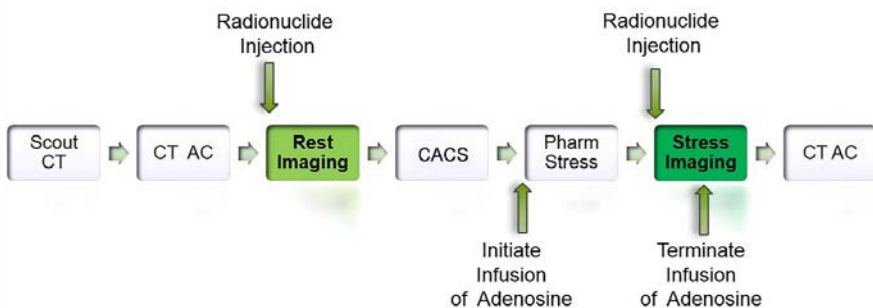 Radionuclide
Injection
Radionuclide
Injection
Scout
CT
CT AC
Rest
Imaging
CACS
Pharm
Stress
Stress
Imaging
CT AC
Initiate
Infusion
of Adenosine
Terminate
Infusion
of Adenosine